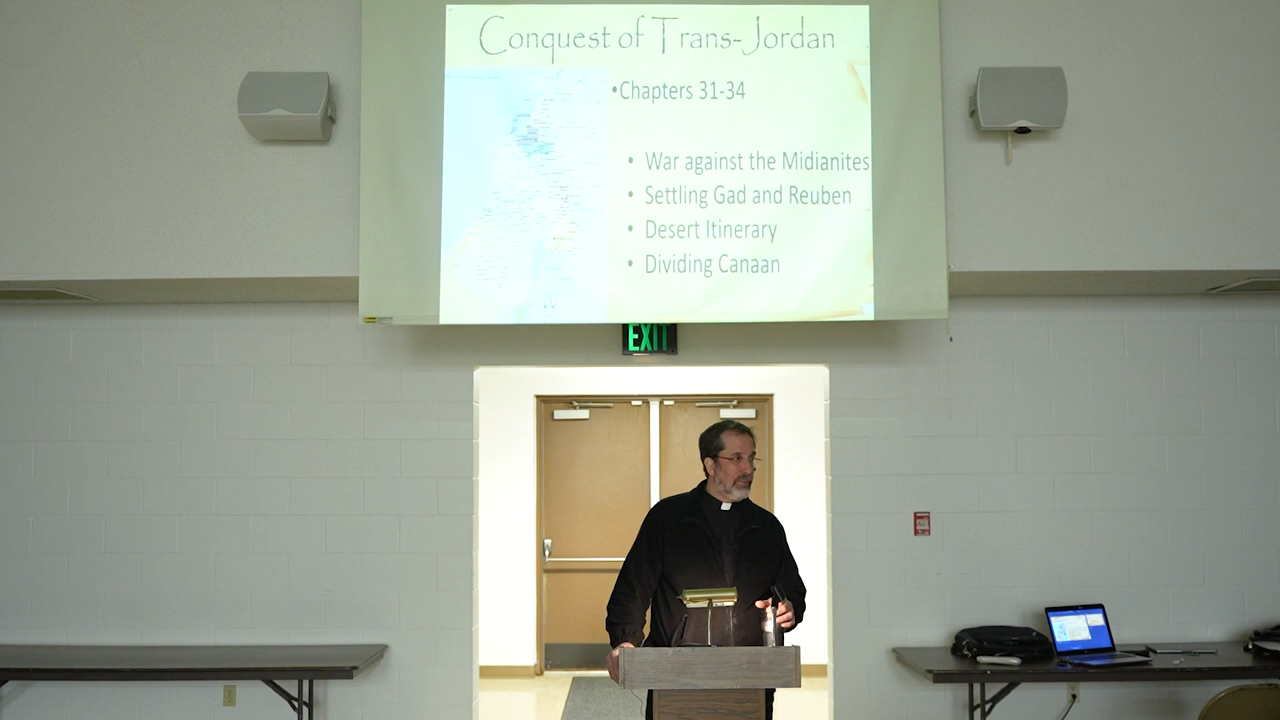 Conquest of Trans-Jordan
•Chapters 31-34
• War against the Midianites
• Settling Gad and Reuben
• Desert Itinerary
• Dividing Canaan
EXIT